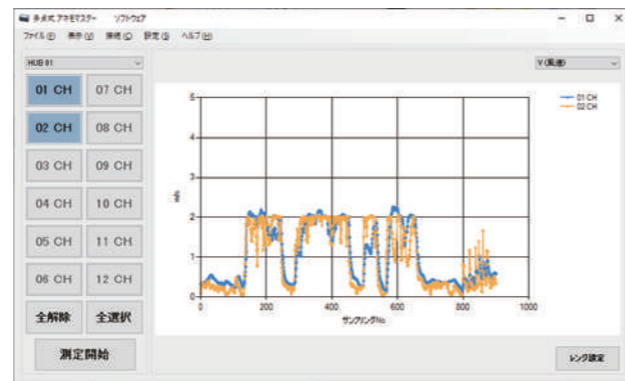 多点式 アネモマスター ソフトウェア
ファイル(F) 表示(V) 接続(C) 設定(S) ヘルプ(H)
HUB 01
Y(風速)
01 CH 07 CH
02 CH 08 CH
03 CH 09 CH
04 CH 10 CH
05 CH 11 CH
06 CH 12 CH
全解除 全選択
測定開始
5
4
3
2
1
0
m/s
0 200 400 600 800 1000
サンプリングNo
01 CH
02 CH
レンジ設定